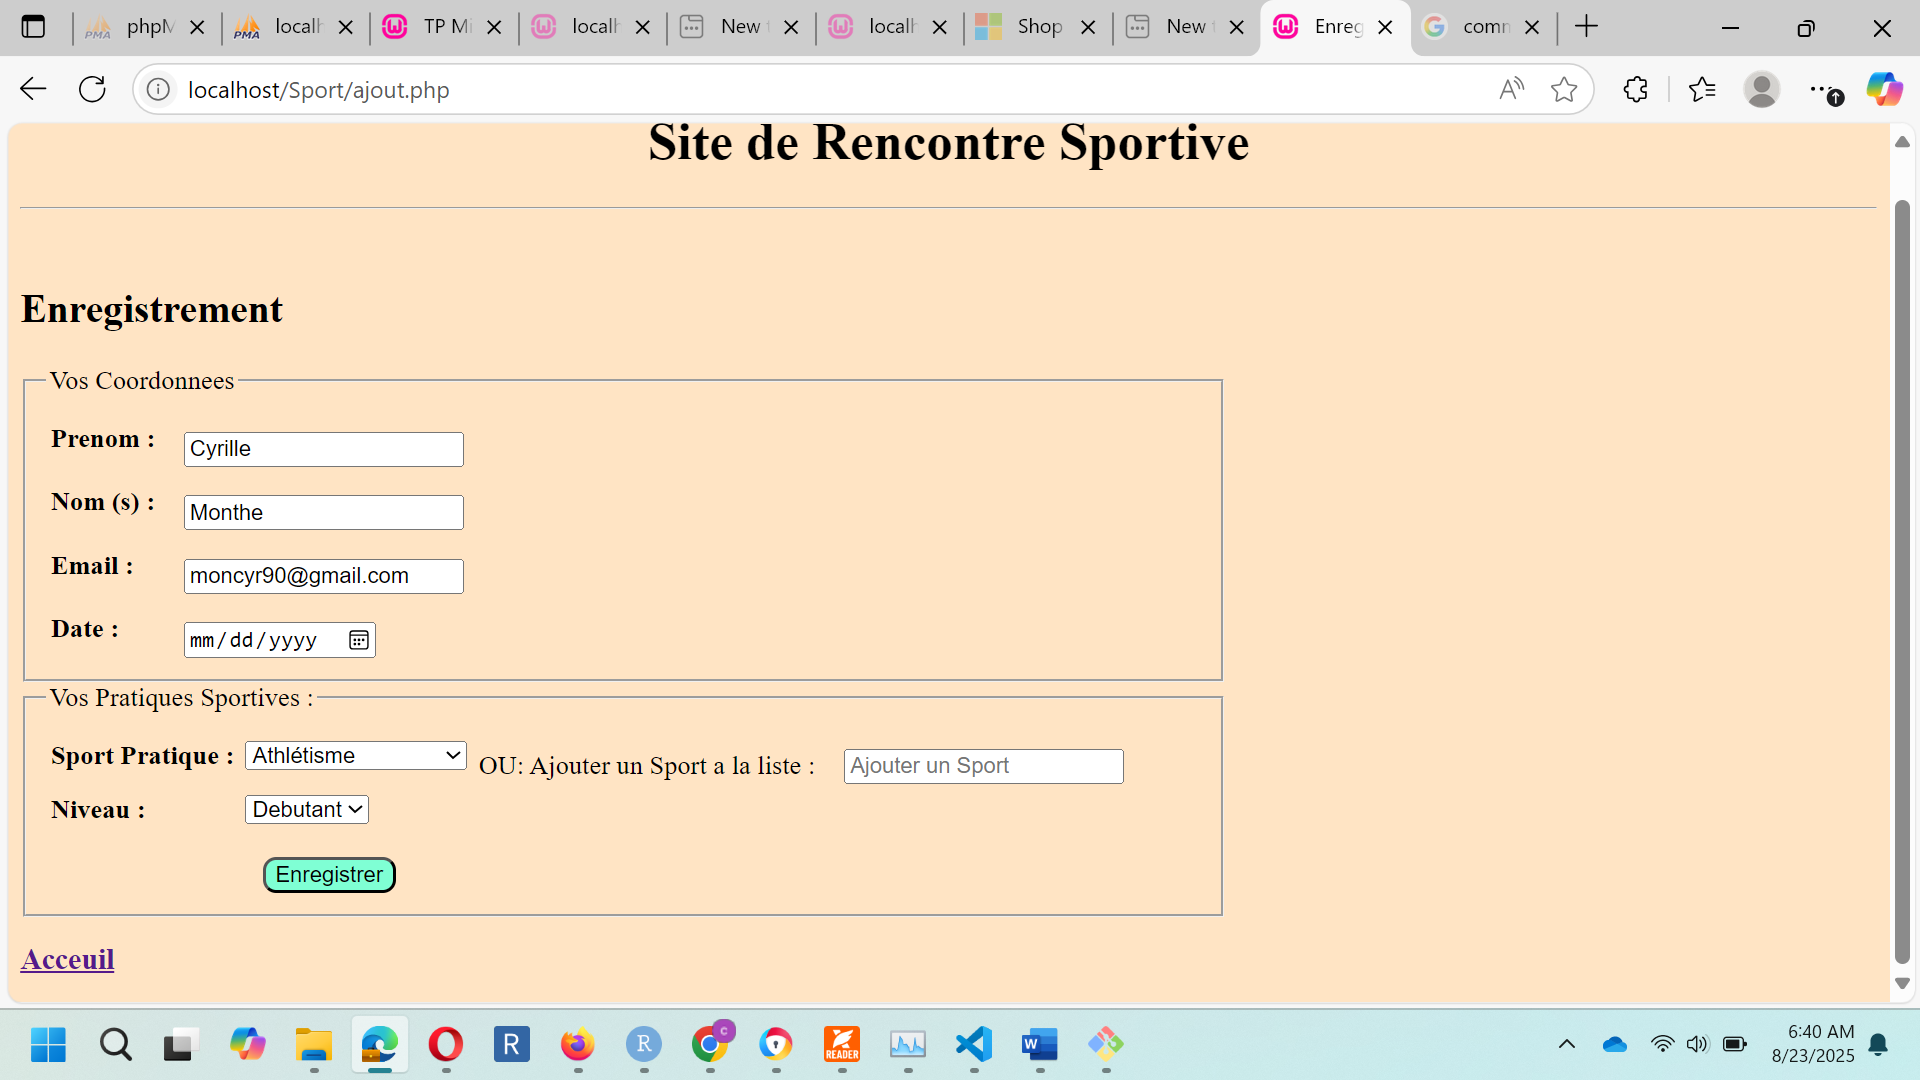 phpM
localh
TP Mi
localh
New t
localh
Shop
New t
Enreg
comm
localhost/Sport/ajout.php
Site de Rencontre Sportive
Enregistrement
Vos Coordonnees
Prenom : Cyrille
Nom (s) : Monthe
Email : moncyr90@gmail.com
Date : mm/dd/yyyy
Vos Pratiques Sportives :
Sport Pratique : Athlétisme OU: Ajouter un Sport a la liste : Ajouter un Sport
Niveau : Debutant
Enregistrer
Acceuil
6:40 AM
8/23/2025